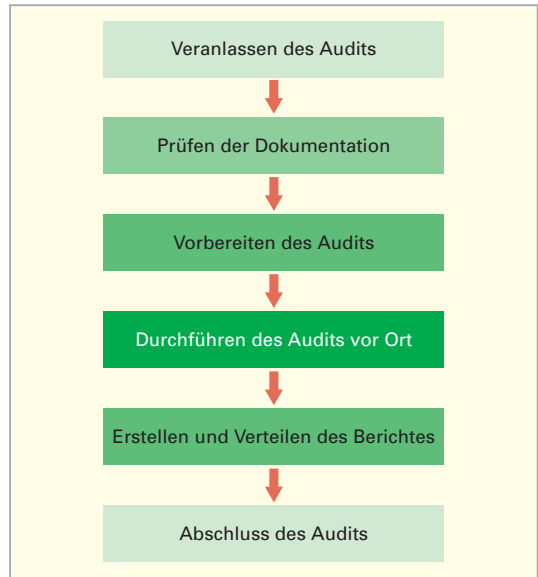 Veranlassen des Audits
Prüfen der Dokumentation
Vorbereiten des Audits
Durchführen des Audits vor Ort
Erstellen und Verteilen des Berichtes
Abschluss des Audits